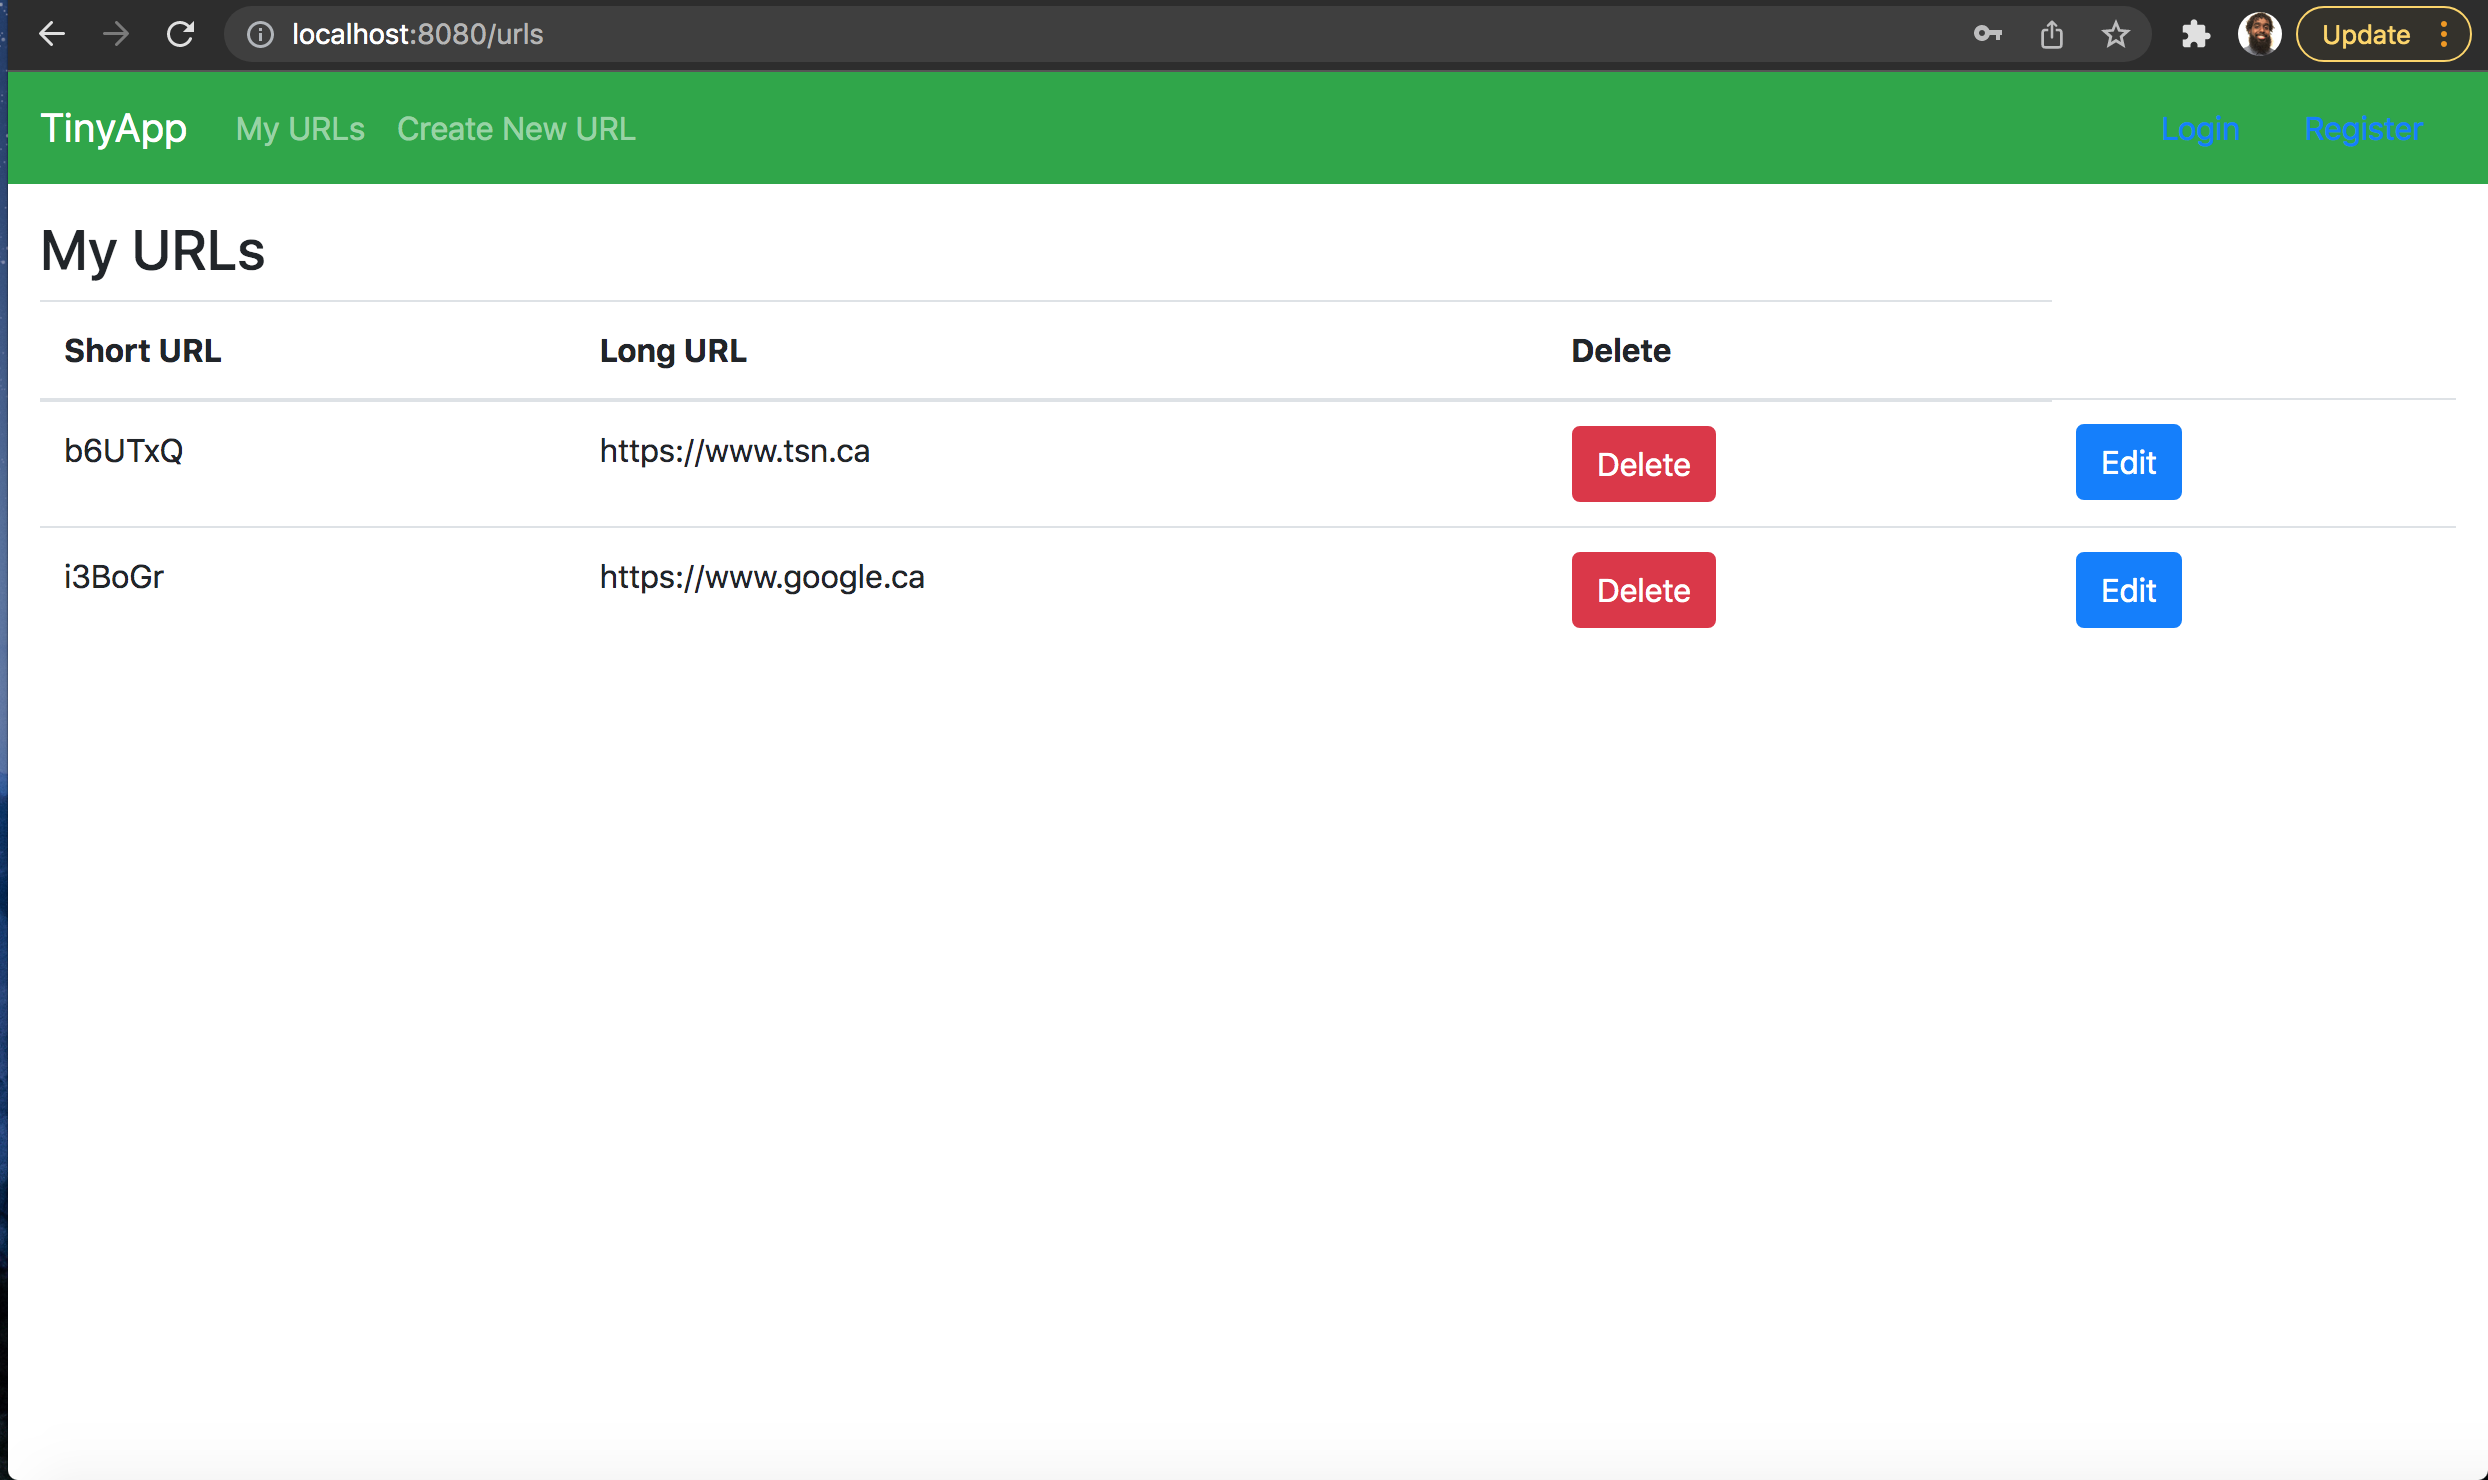 localhost:8080/urls
Update
TinyApp My URLs Create New URL Login Register
My URLs
Short URL Long URL Delete
b6UTxQ https://www.tsn.ca Delete Edit
i3BoGr https://www.google.ca Delete Edit